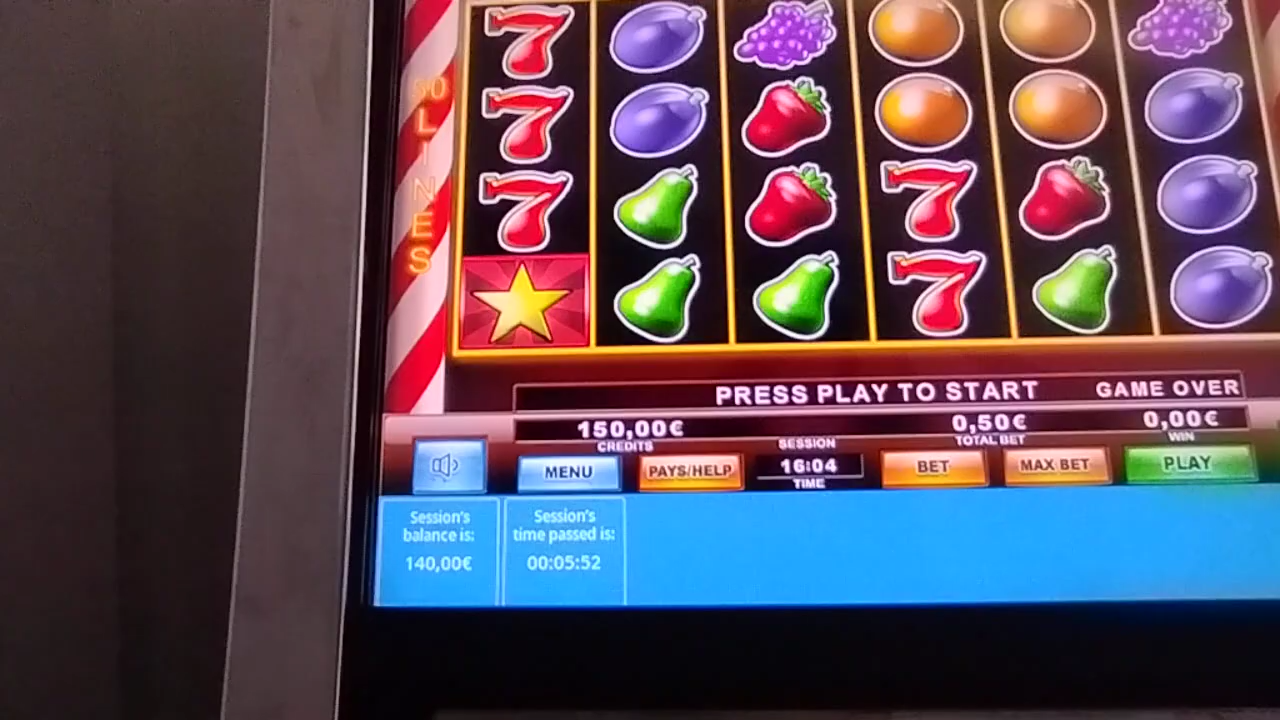 50
LINES
PRESS PLAY TO START GAME OVER
150,00€ 0,50€ 0,00€
CREDITS SESSION TOTAL BET WIN
MENU PAYS/HELP 16:04 BET MAX BET PLAY
TIME
Session's
balance is:
140,00€
Session's
time passed is:
00:05:52